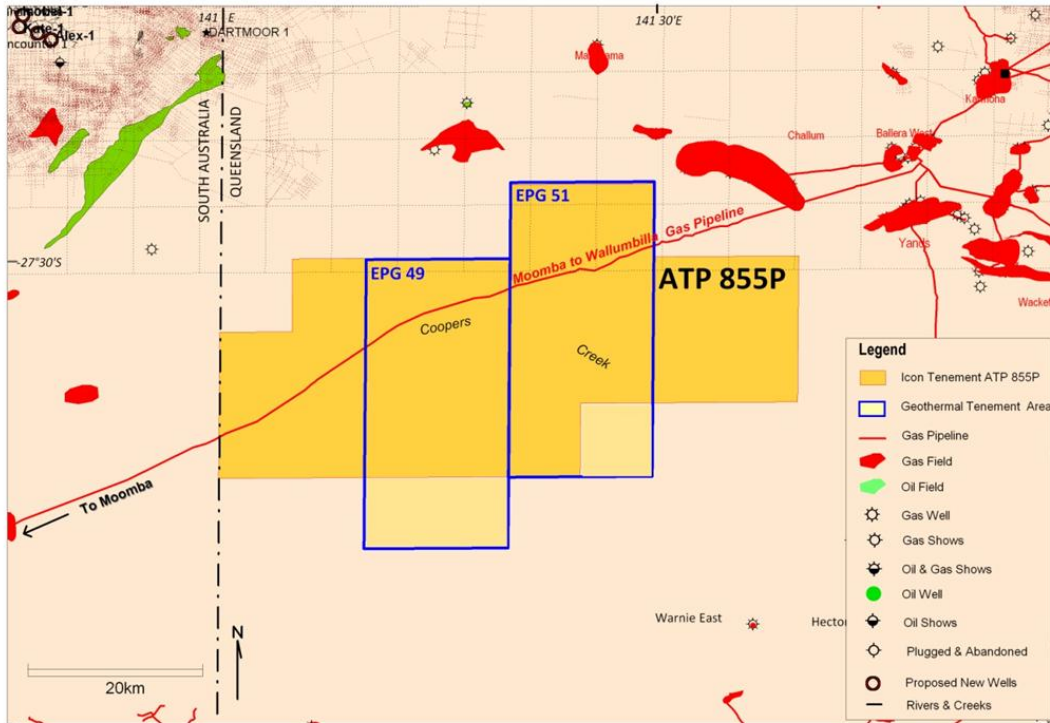 141° E
141 30'E
Alex-1
DARTMOOR 1
SOUTH AUSTRALIA
QUEENSLAND
Challum
Ballera West
Yands
Wacket
-27°30'S
EPG 51
EPG 49
Moomba to Wallumbilla Gas Pipeline
ATP 855P
Coopers
Creek
To Moomba
Warnie East
Hector
N
20km
Legend
Icon Tenement ATP 855P
Geothermal Tenement Area
Gas Pipeline
Gas Field
Oil Field
Gas Well
Gas Shows
Oil & Gas Shows
Oil Well
Oil Shows
Plugged & Abandoned
Proposed New Wells
Rivers & Creeks